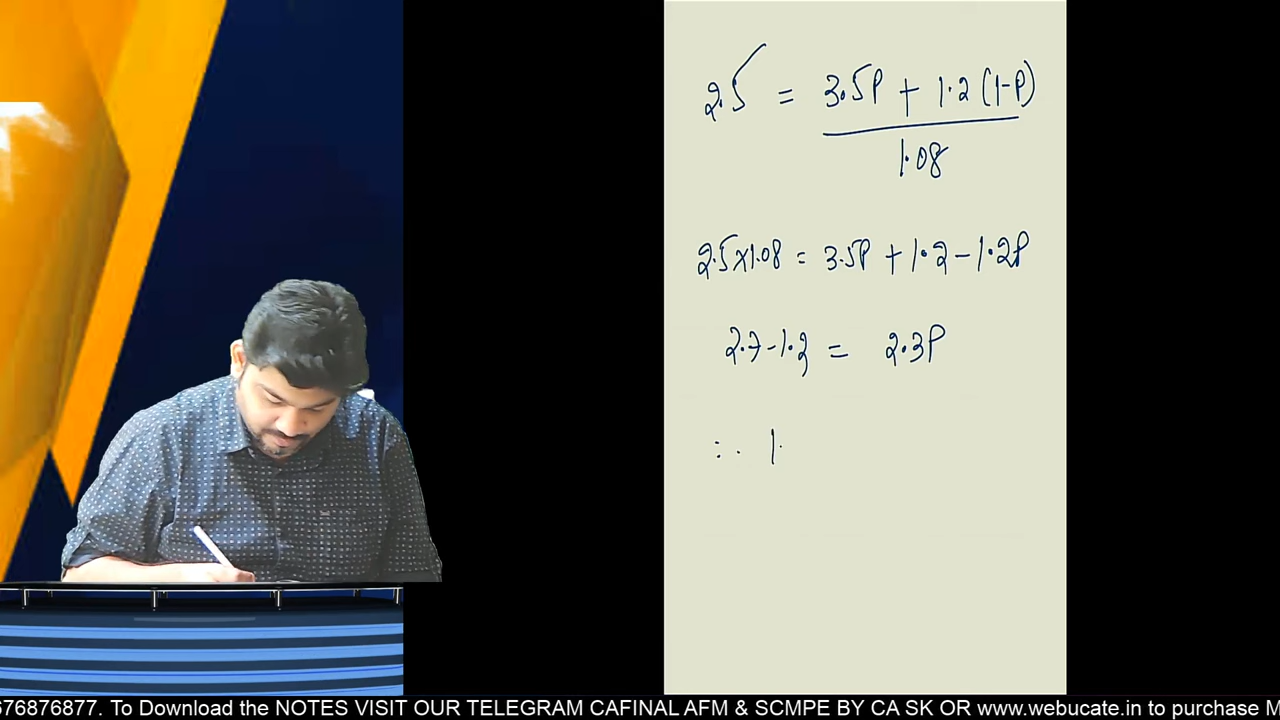 2.5 = 3.5P + 1.2 (1-P)
1.08
2.5x1.08 = 3.5P + 1.2 - 1.2P
2.7 - 1.2 = 2.3P
∴ 1.
676876877. To Download the NOTES VISIT OUR TELEGRAM CAFINAL AFM & SCMPE BY CA SK OR www.webucate.in to purchase M